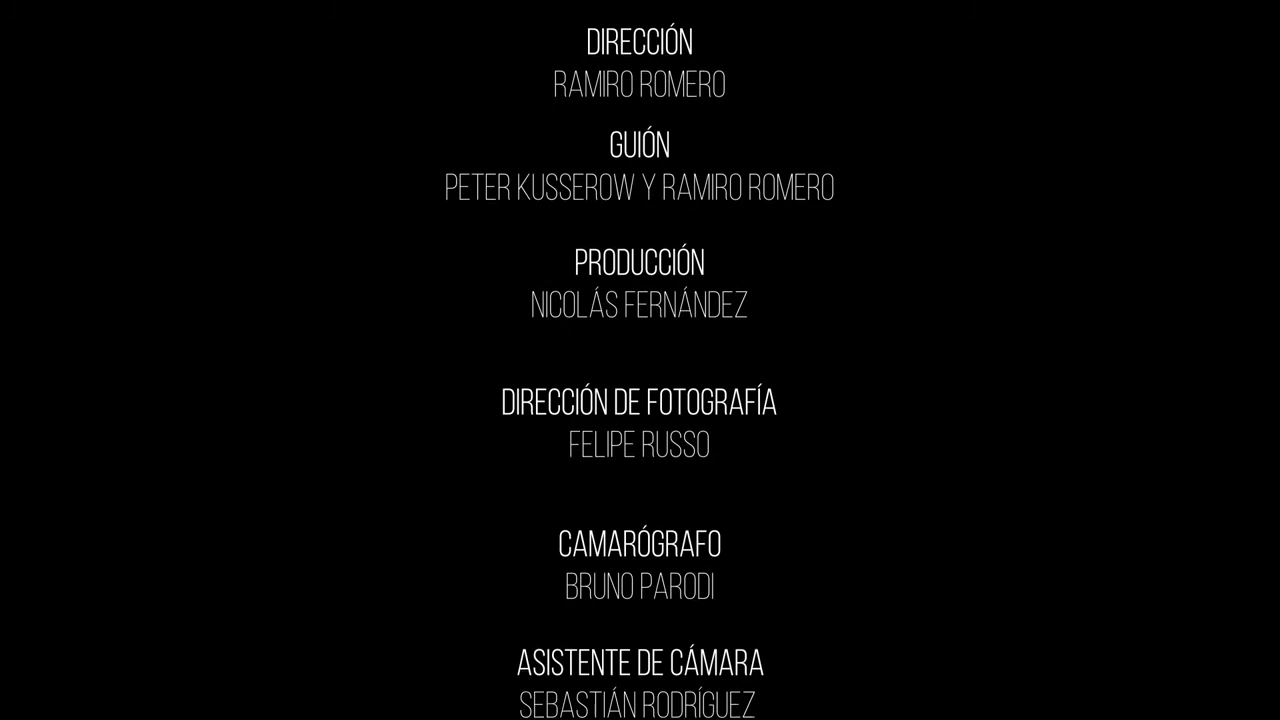 DIRECCIÓN
RAMIRO ROMERO
GUIÓN
PETER KUSSEROW Y RAMIRO ROMERO
PRODUCCIÓN
NICOLÁS FERNÁNDEZ
DIRECCIÓN DE FOTOGRAFÍA
FELIPE RUSSO
CAMARÓGRAFO
BRUNO PARODI
ASISTENTE DE CÁMARA
SEBASTIÁN RODRÍGUEZ